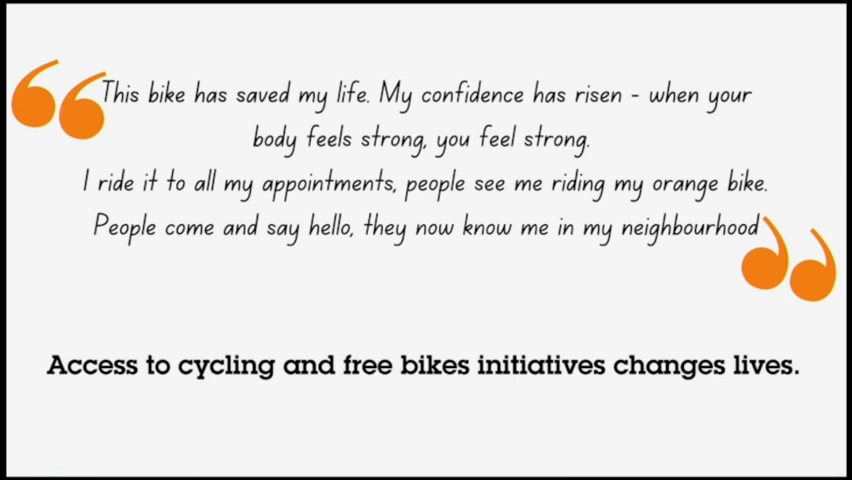 This bike has saved my life. My confidence has risen - when your
body feels strong, you feel strong.
I ride it to all my appointments, people see me riding my orange bike.
People come and say hello, they now know me in my neighbourhood
Access to cycling and free bikes initiatives changes lives.